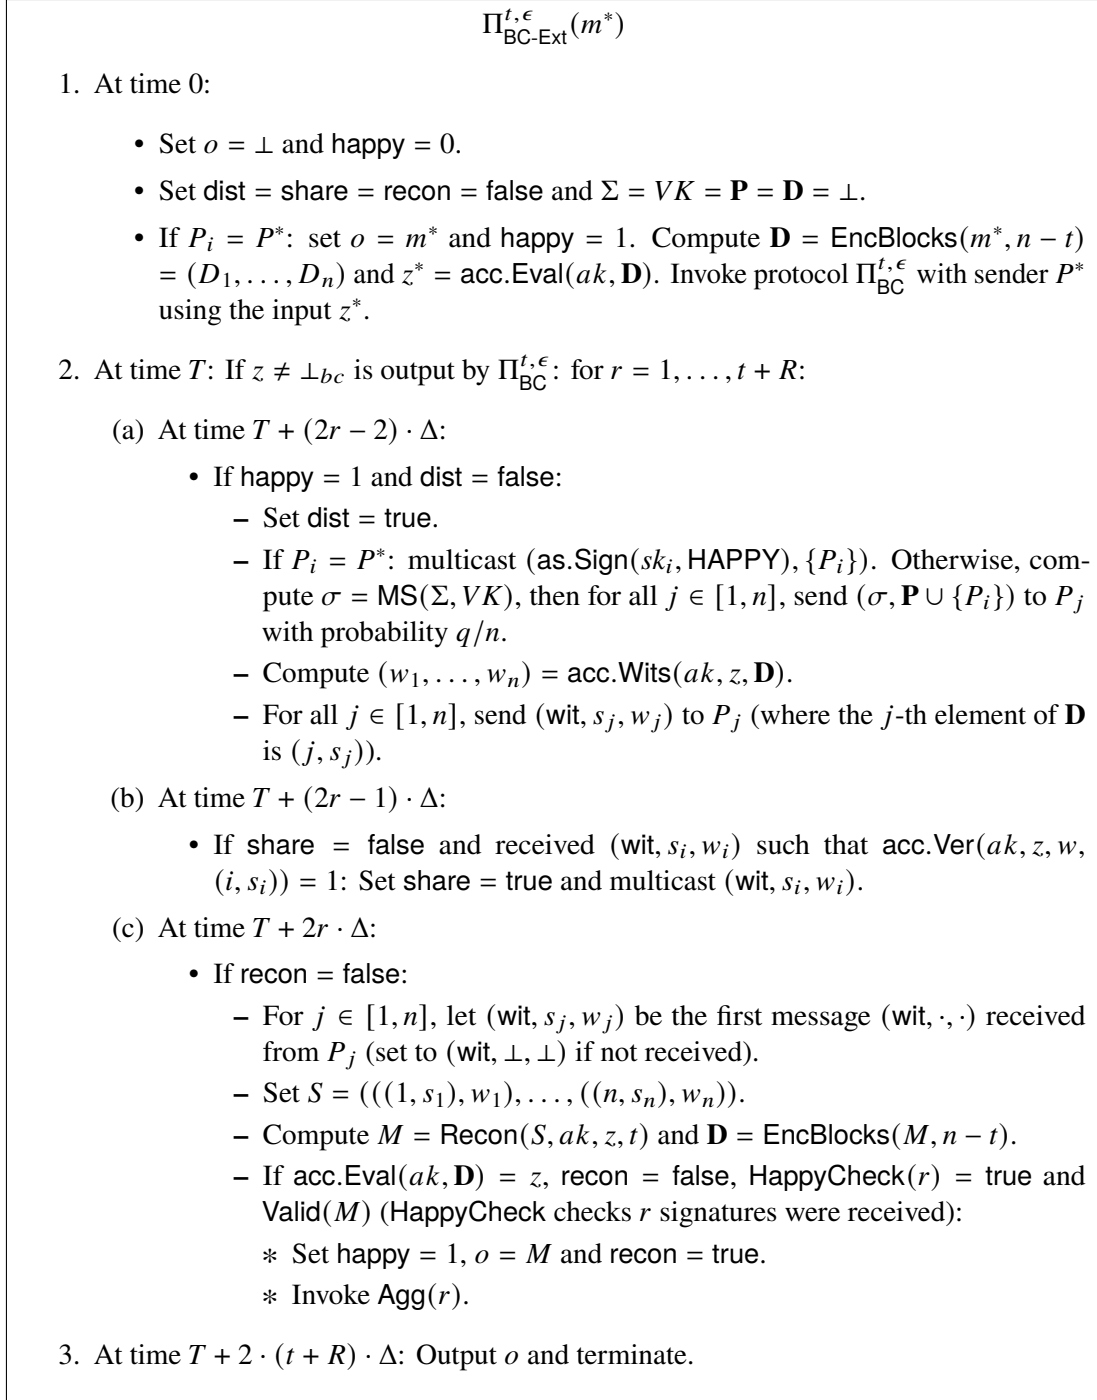 Π^{t,ϵ}_{BC-Ext}(m*)
1. At time 0:
• Set o = ⊥ and happy = 0.
• Set dist = share = recon = false and Σ = VK = P = D = ⊥.
• If P_i = P*: set o = m* and happy = 1. Compute D = EncBlocks(m*, n − t)
= (D_1, . . . , D_n) and z* = acc.Eval(ak, D). Invoke protocol Π^{t,ϵ}_{BC} with sender P*
using the input z*.
2. At time T: If z ≠ ⊥_{bc} is output by Π^{t,ϵ}_{BC}: for r = 1, . . . , t + R:
(a) At time T + (2r − 2) · Δ:
• If happy = 1 and dist = false:
– Set dist = true.
– If P_i = P*: multicast (as.Sign(sk_i, HAPPY), {P_i}). Otherwise, com-
pute σ = MS(Σ, VK), then for all j ∈ [1, n], send (σ, P ∪ {P_i}) to P_j
with probability q/n.
– Compute (w_1, . . . , w_n) = acc.Wits(ak, z, D).
– For all j ∈ [1, n], send (wit, s_j, w_j) to P_j (where the j-th element of D
is (j, s_j)).
(b) At time T + (2r − 1) · Δ:
• If share = false and received (wit, s_i, w_i) such that acc.Ver(ak, z, w,
(i, s_i)) = 1: Set share = true and multicast (wit, s_i, w_i).
(c) At time T + 2r · Δ:
• If recon = false:
– For j ∈ [1, n], let (wit, s_j, w_j) be the first message (wit, ·, ·) received
from P_j (set to (wit, ⊥, ⊥) if not received).
– Set S = (((1, s_1), w_1), . . . , ((n, s_n), w_n)).
– Compute M = Recon(S, ak, z, t) and D = EncBlocks(M, n − t).
– If acc.Eval(ak, D) = z, recon = false, HappyCheck(r) = true and
Valid(M) (HappyCheck checks r signatures were received):
∗ Set happy = 1, o = M and recon = true.
∗ Invoke Agg(r).
3. At time T + 2 · (t + R) · Δ: Output o and terminate.